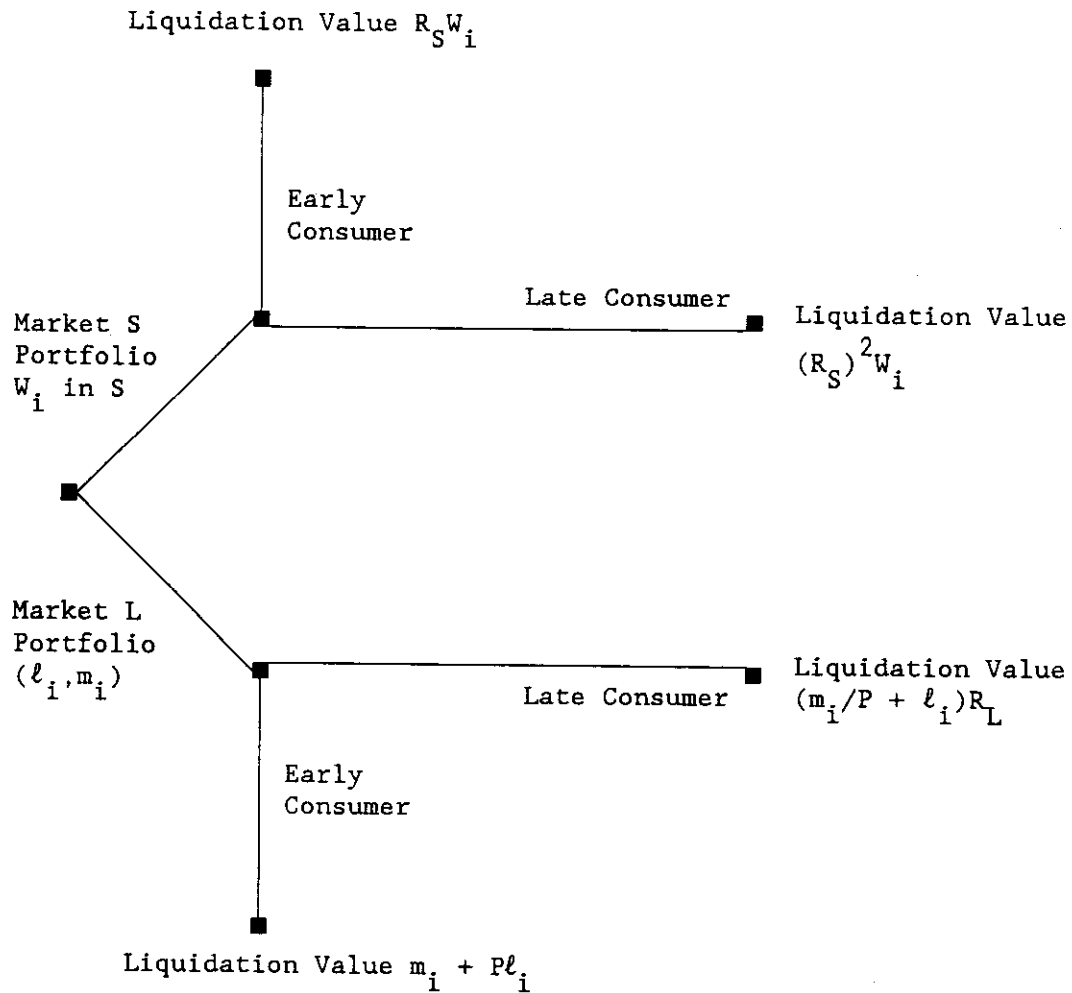 Liquidation Value R_S W_i
Early
Consumer
Late Consumer
Liquidation Value
(R_S)^2 W_i
Market S
Portfolio
W_i in S
Market L
Portfolio
(ℓ_i, m_i)
Late Consumer
Liquidation Value
(m_i/P + ℓ_i)R_L
Early
Consumer
Liquidation Value m_i + Pℓ_i